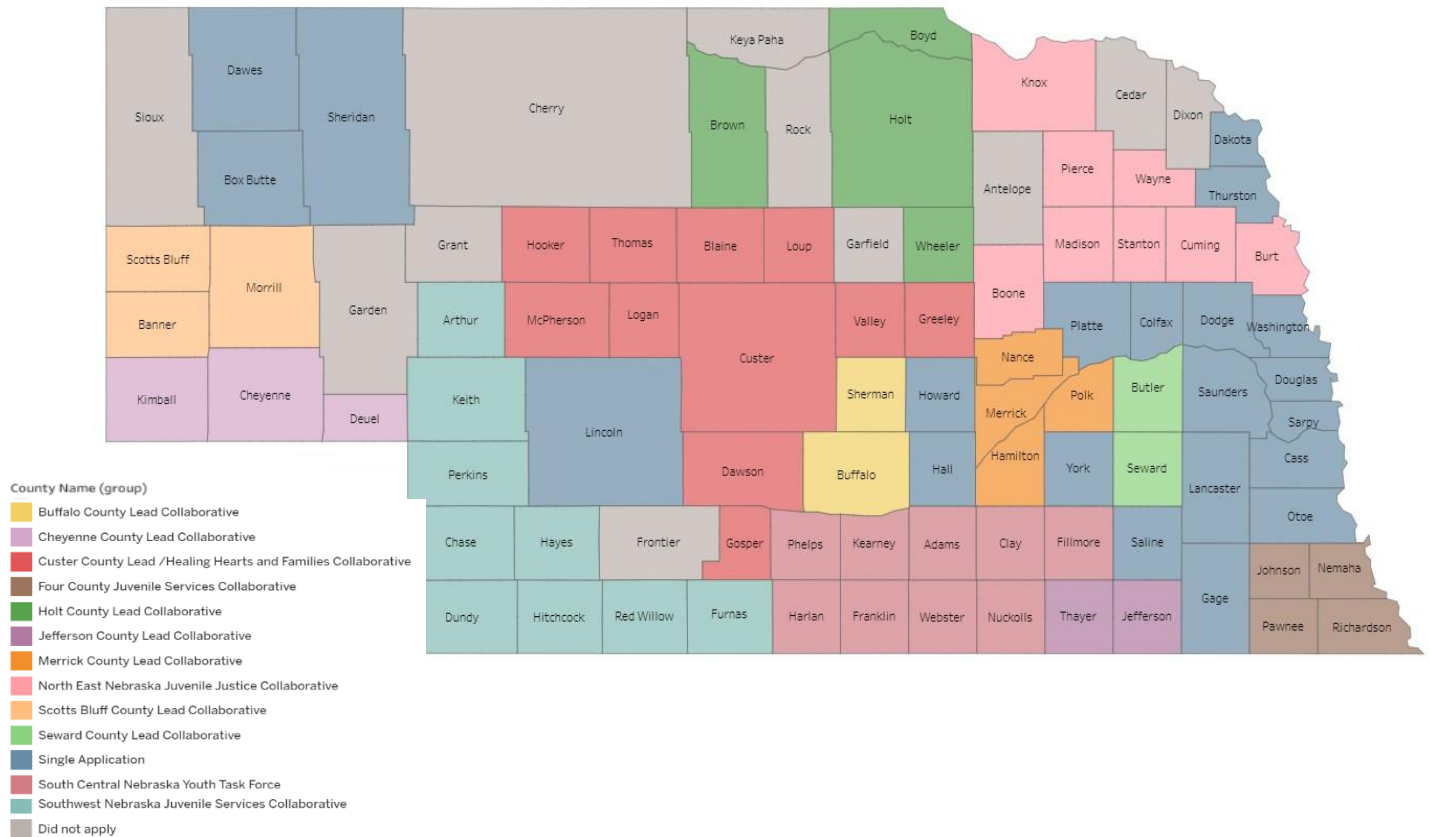 Boyd
Keya Paha
Knox
Dawes
Cedar
Cherry
Dixon
Sioux
Sheridan
Holt
Brown
Rock
Dakota
Pierce
Box Butte
Wayne
Antelope
Thurston
Grant
Hooker
Thomas
Blaine
Loup
Garfield
Wheeler
Madison
Stanton
Cuming
Burt
Scotts Bluff
Morrill
Boone
Garden
Banner
Arthur
McPherson
Logan
Valley
Greeley
Platte
Colfax
Dodge
Washington
Custer
Nance
Kimball
Cheyenne
Keith
Sherman
Howard
Merrick
Polk
Butler
Saunders
Douglas
Deuel
Lincoln
Sarpy
Hamilton
Cass
Perkins
Dawson
Buffalo
Hall
York
Seward
Lancaster
Otoe
Chase
Hayes
Frontier
Gosper
Phelps
Kearney
Adams
Clay
Fillmore
Saline
Johnson
Nemaha
Gage
Dundy
Hitchcock
Red Willow
Furnas
Harlan
Franklin
Webster
Nuckolls
Thayer
Jefferson
Pawnee
Richardson
County Name (group)
Buffalo County Lead Collaborative
Cheyenne County Lead Collaborative
Custer County Lead /Healing Hearts and Families Collaborative
Four County Juvenile Services Collaborative
Holt County Lead Collaborative
Jefferson County Lead Collaborative
Merrick County Lead Collaborative
North East Nebraska Juvenile Justice Collaborative
Scotts Bluff County Lead Collaborative
Seward County Lead Collaborative
Single Application
South Central Nebraska Youth Task Force
Southwest Nebraska Juvenile Services Collaborative
Did not apply